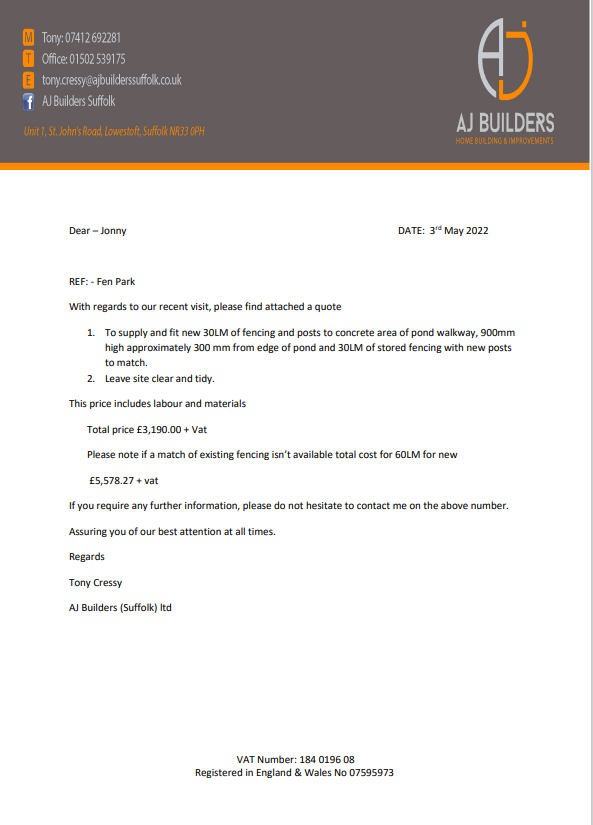 M Tony: 07412 692281
T Office: 01502 539175
E tony.cressy@ajbuilderssuffolk.co.uk
f AJ Builders Suffolk
Unit 1, St. John's Road, Lowestoft, Suffolk NR33 0PH
AJ BUILDERS
HOME BUILDING & IMPROVEMENTS
Dear – Jonny DATE: 3rd May 2022
REF: - Fen Park
With regards to our recent visit, please find attached a quote
1. To supply and fit new 30LM of fencing and posts to concrete area of pond walkway, 900mm
high approximately 300 mm from edge of pond and 30LM of stored fencing with new posts
to match.
2. Leave site clear and tidy.
This price includes labour and materials
Total price £3,190.00 + Vat
Please note if a match of existing fencing isn't available total cost for 60LM for new
£5,578.27 + vat
If you require any further information, please do not hesitate to contact me on the above number.
Assuring you of our best attention at all times.
Regards
Tony Cressy
AJ Builders (Suffolk) ltd
VAT Number: 184 0196 08
Registered in England & Wales No 07595973